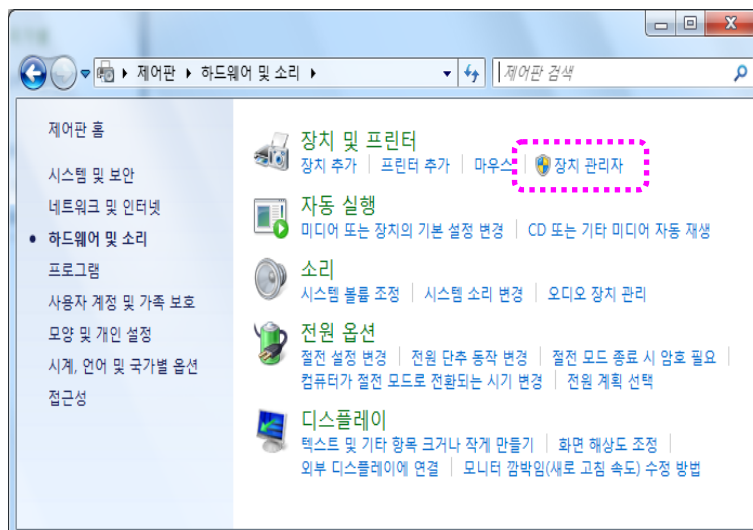 제어판 ▸ 하드웨어 및 소리 ▸
제어판 검색
제어판 홈
시스템 및 보안
네트워크 및 인터넷
하드웨어 및 소리
프로그램
사용자 계정 및 가족 보호
모양 및 개인 설정
시계, 언어 및 국가별 옵션
접근성
장치 및 프린터
장치 추가 | 프린터 추가 | 마우스 | 장치 관리자
자동 실행
미디어 또는 장치의 기본 설정 변경 | CD 또는 기타 미디어 자동 재생
소리
시스템 볼륨 조정 | 시스템 소리 변경 | 오디오 장치 관리
전원 옵션
절전 설정 변경 | 전원 단추 동작 변경 | 절전 모드 종료 시 암호 필요 |
컴퓨터가 절전 모드로 전환되는 시기 변경 | 전원 계획 선택
디스플레이
텍스트 및 기타 항목 크거나 작게 만들기 | 화면 해상도 조정 |
외부 디스플레이에 연결 | 모니터 깜박임(새로 고침 속도) 수정 방법